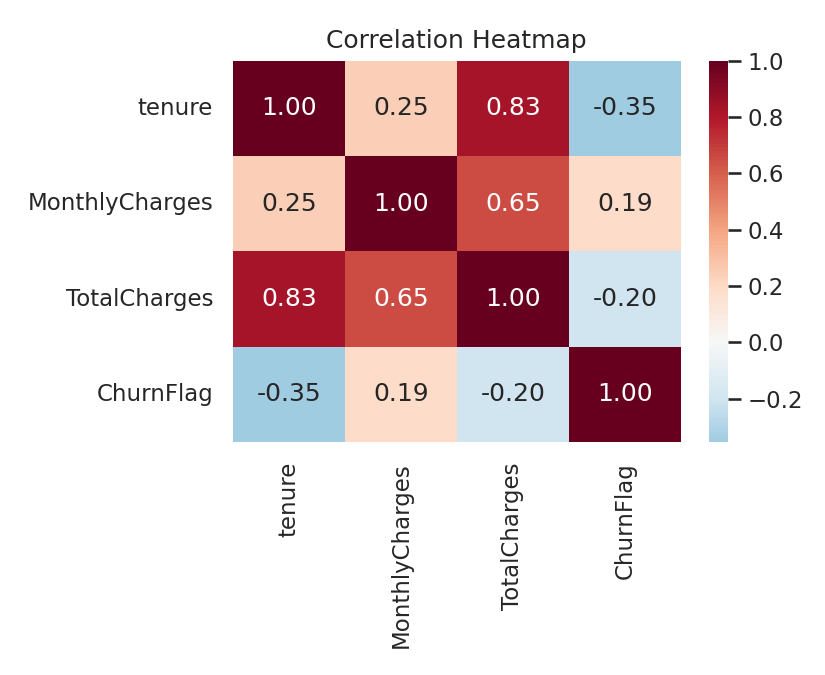 Correlation Heatmap
tenure 1.00 0.25 0.83 -0.35
MonthlyCharges 0.25 1.00 0.65 0.19
TotalCharges 0.83 0.65 1.00 -0.20
ChurnFlag -0.35 0.19 -0.20 1.00
tenure
MonthlyCharges
TotalCharges
ChurnFlag
1.0
0.8
0.6
0.4
0.2
0.0
−0.2